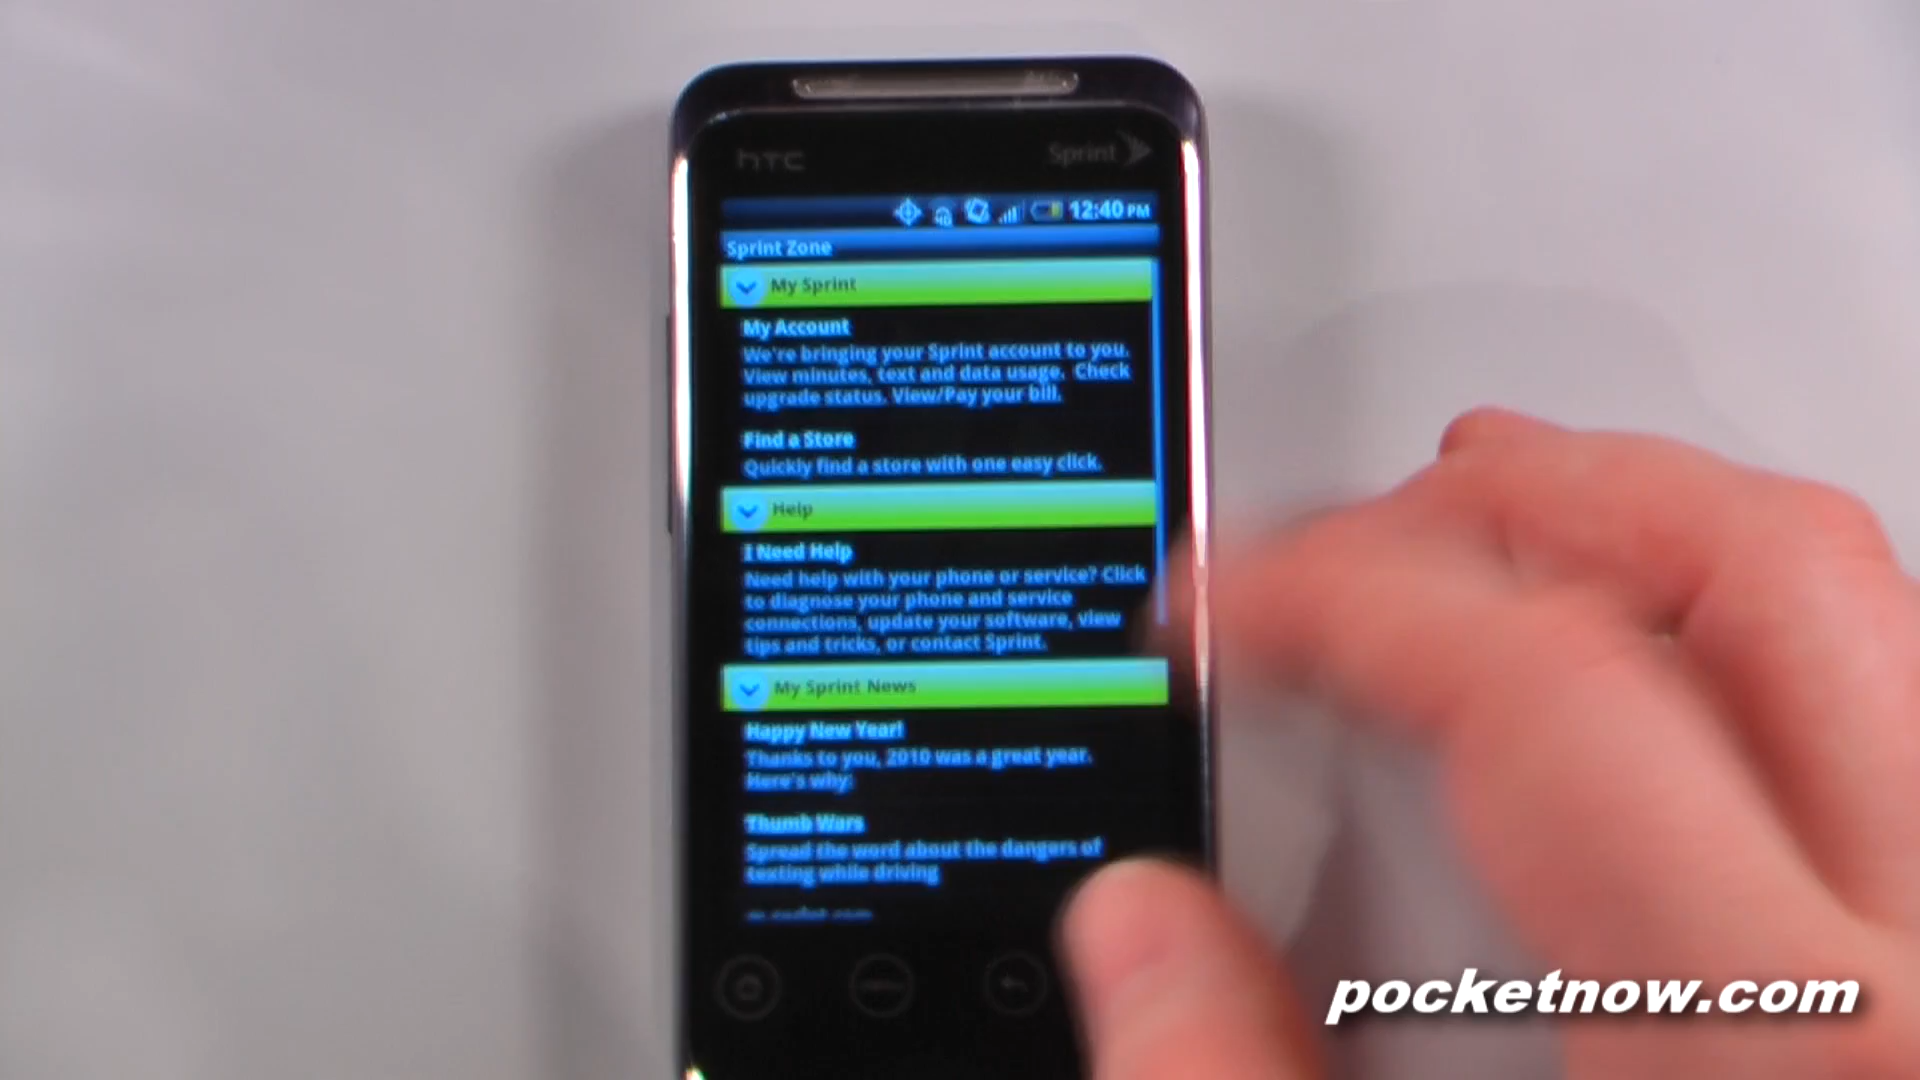 hTC
Sprint
12:40 PM
Sprint Zone
My Sprint
My Account
We're bringing your Sprint account to you.
View minutes, text and data usage. Check
upgrade status. View/Pay your bill.
Find a Store
Quickly find a store with one easy click.
Help
I Need Help
Need help with your phone or service? Click
to diagnose your phone and service
connections, update your software, view
tips and tricks, or contact Sprint.
My Sprint News
Happy New Year!
Thanks to you, 2010 was a great year.
Here's why:
Thumb Wars
Spread the word about the dangers of
texting while driving
pocketnow.com